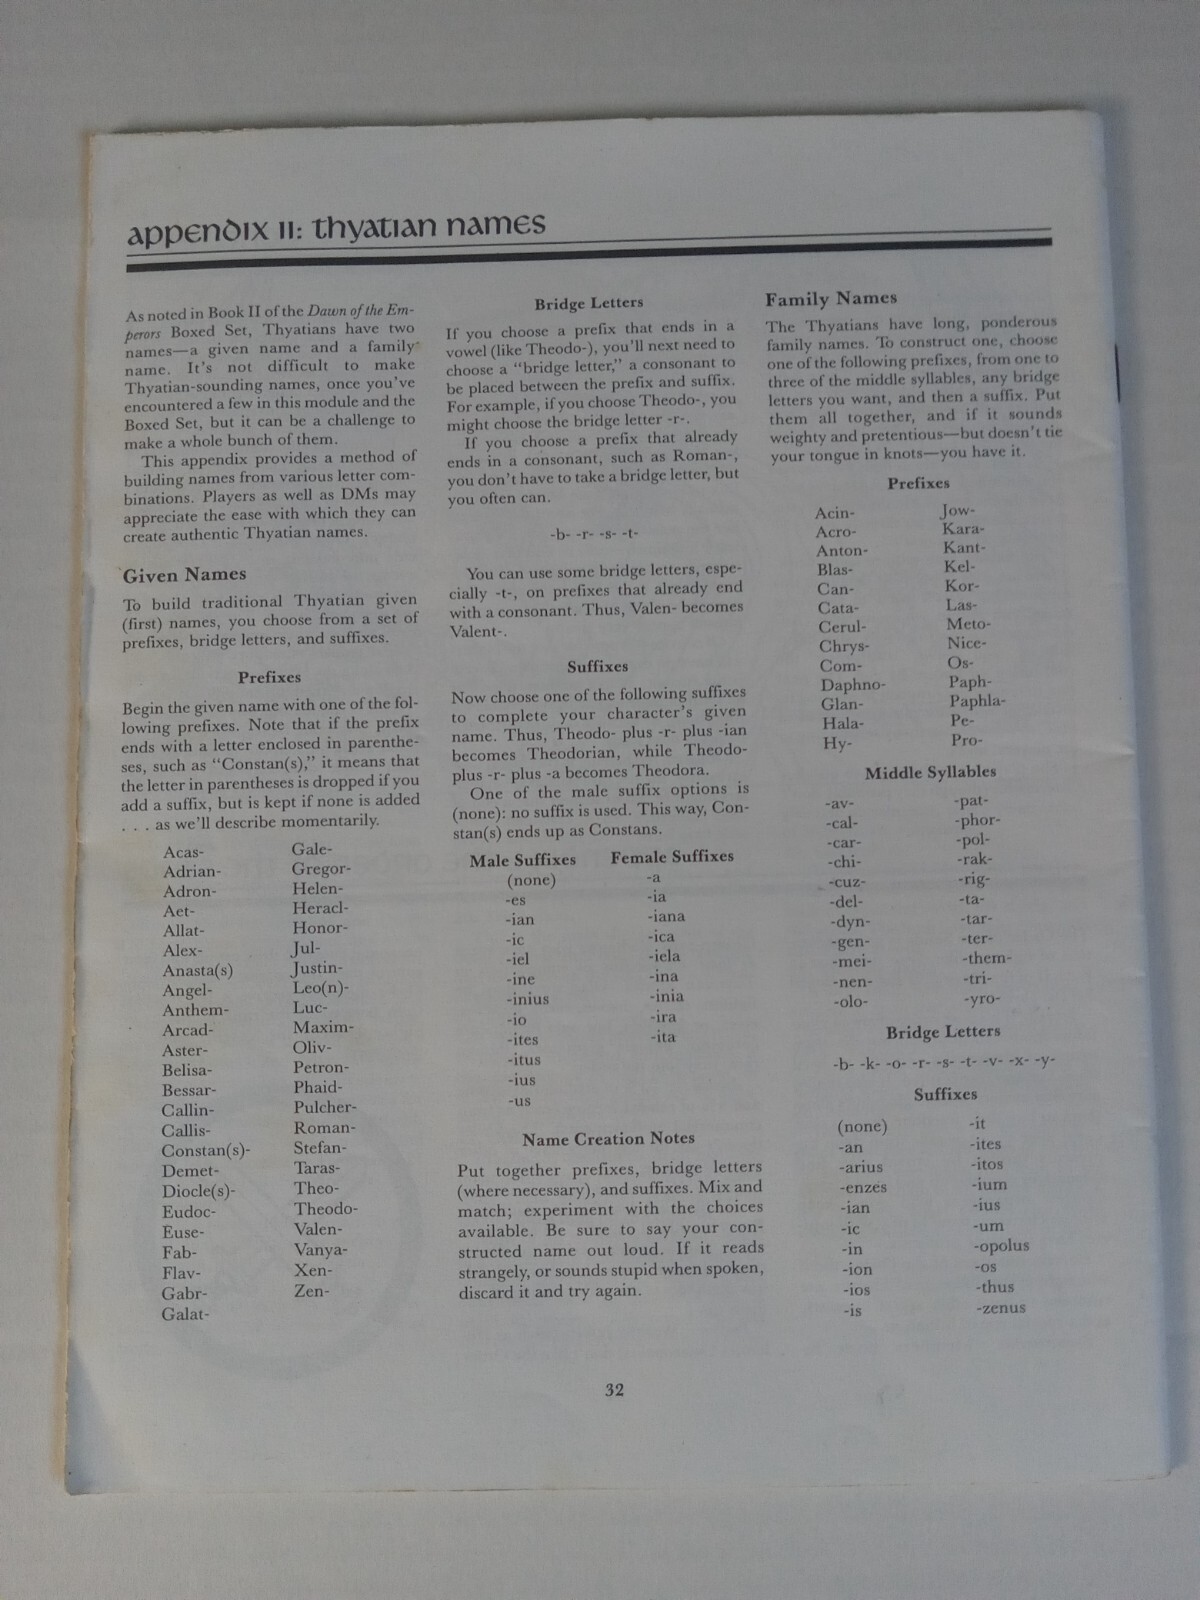 appendix II: thyatian names
As noted in Book II of the Dawn of the Em-
perors Boxed Set, Thyatians have two
names—a given name and a family
name. It's not difficult to make
Thyatian-sounding names, once you've
encountered a few in this module and the
Boxed Set, but it can be a challenge to
make a whole bunch of them.
This appendix provides a method of
building names from various letter com-
binations. Players as well as DMs may
appreciate the ease with which they can
create authentic Thyatian names.
Given Names
To build traditional Thyatian given
(first) names, you choose from a set of
prefixes, bridge letters, and suffixes.
Prefixes
Begin the given name with one of the fol-
lowing prefixes. Note that if the prefix
ends with a letter enclosed in parenthe-
ses, such as "Constan(s)," it means that
the letter in parentheses is dropped if you
add a suffix, but is kept if none is added
. . . as we'll describe momentarily.
Acas-
Adrian-
Adron-
Aet-
Allat-
Alex-
Anasta(s)
Angel-
Anthem-
Arcad-
Aster-
Belisa-
Bessar-
Callin-
Callis-
Constan(s)-
Demet-
Diocle(s)-
Eudoc-
Euse-
Fab-
Flav-
Gabr-
Galat-
Gale-
Gregor-
Helen-
Heracl-
Honor-
Jul-
Justin-
Leo(n)-
Luc-
Maxim-
Oliv-
Petron-
Phaid-
Pulcher-
Roman-
Stefan-
Taras-
Theo-
Theodo-
Valen-
Vanya-
Xen-
Zen-
Bridge Letters
If you choose a prefix that ends in a
vowel (like Theodo-), you'll next need to
choose a "bridge letter," a consonant to
be placed between the prefix and suffix.
For example, if you choose Theodo-, you
might choose the bridge letter -r-.
If you choose a prefix that already
ends in a consonant, such as Roman-,
you don't have to take a bridge letter, but
you often can.
-b- -r- -s- -t-
You can use some bridge letters, espe-
cially -t-, on prefixes that already end
with a consonant. Thus, Valen- becomes
Valent-.
Suffixes
Now choose one of the following suffixes
to complete your character's given
name. Thus, Theodo- plus -r- plus -ian
becomes Theodorian, while Theodo-
plus -r- plus -a becomes Theodora.
One of the male suffix options is
(none): no suffix is used. This way, Con-
stan(s) ends up as Constans.
Male Suffixes
(none)
-es
-ian
-ic
-iel
-ine
-inius
-io
-ites
-itus
-ius
-us
Female Suffixes
-a
-ia
-iana
-ica
-iela
-ina
-inia
-ira
-ita
Name Creation Notes
Put together prefixes, bridge letters
(where necessary), and suffixes. Mix and
match; experiment with the choices
available. Be sure to say your con-
structed name out loud. If it reads
strangely, or sounds stupid when spoken,
discard it and try again.
Family Names
The Thyatians have long, ponderous
family names. To construct one, choose
one of the following prefixes, from one to
three of the middle syllables, any bridge
letters you want, and then a suffix. Put
them all together, and if it sounds
weighty and pretentious—but doesn't tie
your tongue in knots—you have it.
Prefixes
Acin-
Acro-
Anton-
Blas-
Can-
Cata-
Cerul-
Chrys-
Com-
Daphno-
Glan-
Hala-
Hy-
Jow-
Kara-
Kant-
Kel-
Kor-
Las-
Meto-
Nice-
Os-
Paph-
Paphla-
Pe-
Pro-
Middle Syllables
-av-
-cal-
-car-
-chi-
-cuz-
-del-
-dyn-
-gen-
-mei-
-nen-
-olo-
-pat-
-phor-
-pol-
-rak-
-rig-
-ta-
-tar-
-ter-
-them-
-tri-
-yro-
Bridge Letters
-b- -k- -o- -r- -s- -t- -v- -x- -y-
Suffixes
(none)
-an
-arius
-enzes
-ian
-ic
-in
-ion
-ios
-is
-it
-ites
-itos
-ium
-ius
-um
-opolus
-os
-thus
-zenus
32